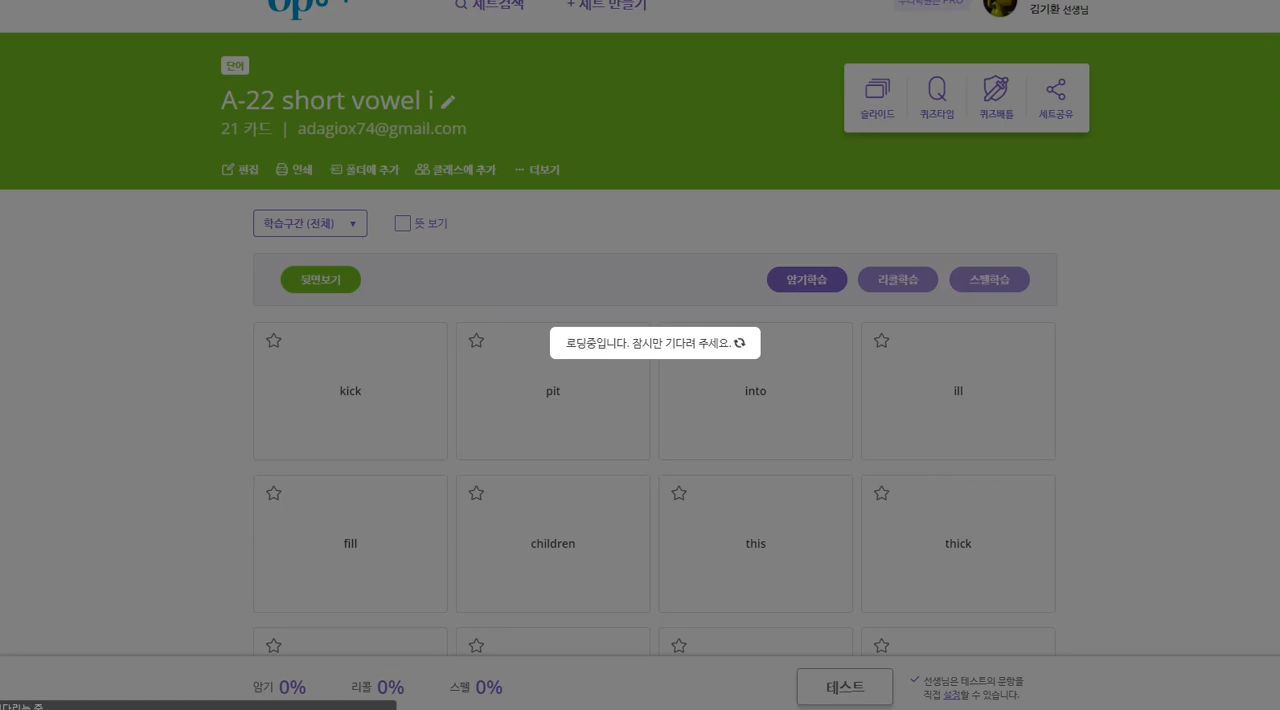 세트검색
+ 세트 만들기
우리학원은 PRO
김기환 선생님
단어
A-22 short vowel i
21 카드 | adagiox74@gmail.com
슬라이드
퀴즈타임
퀴즈배틀
세트공유
편집
인쇄
폴더에 추가
클래스에 추가
더보기
학습구간 (전체)
뜻 보기
뒷면보기
암기학습
리콜학습
스펠학습
로딩중입니다. 잠시만 기다려 주세요.
kick
pit
into
ill
fill
children
this
thick
암기 0%
리콜 0%
스펠 0%
테스트
선생님은 테스트의 문항을
직접 설정할 수 있습니다.